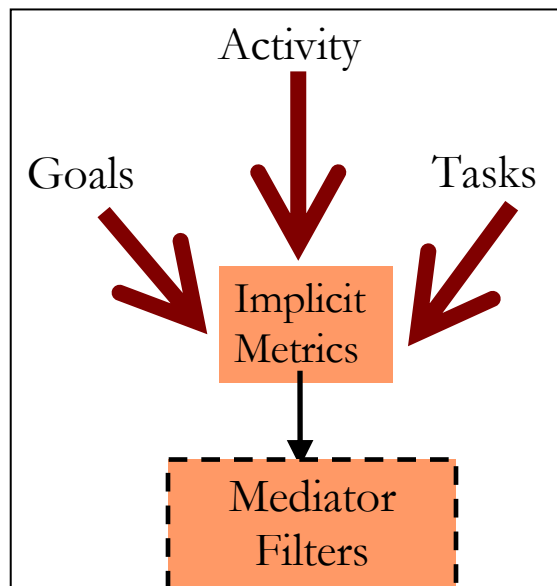 Activity
Goals
Tasks
Implicit
Metrics
Mediator
Filters